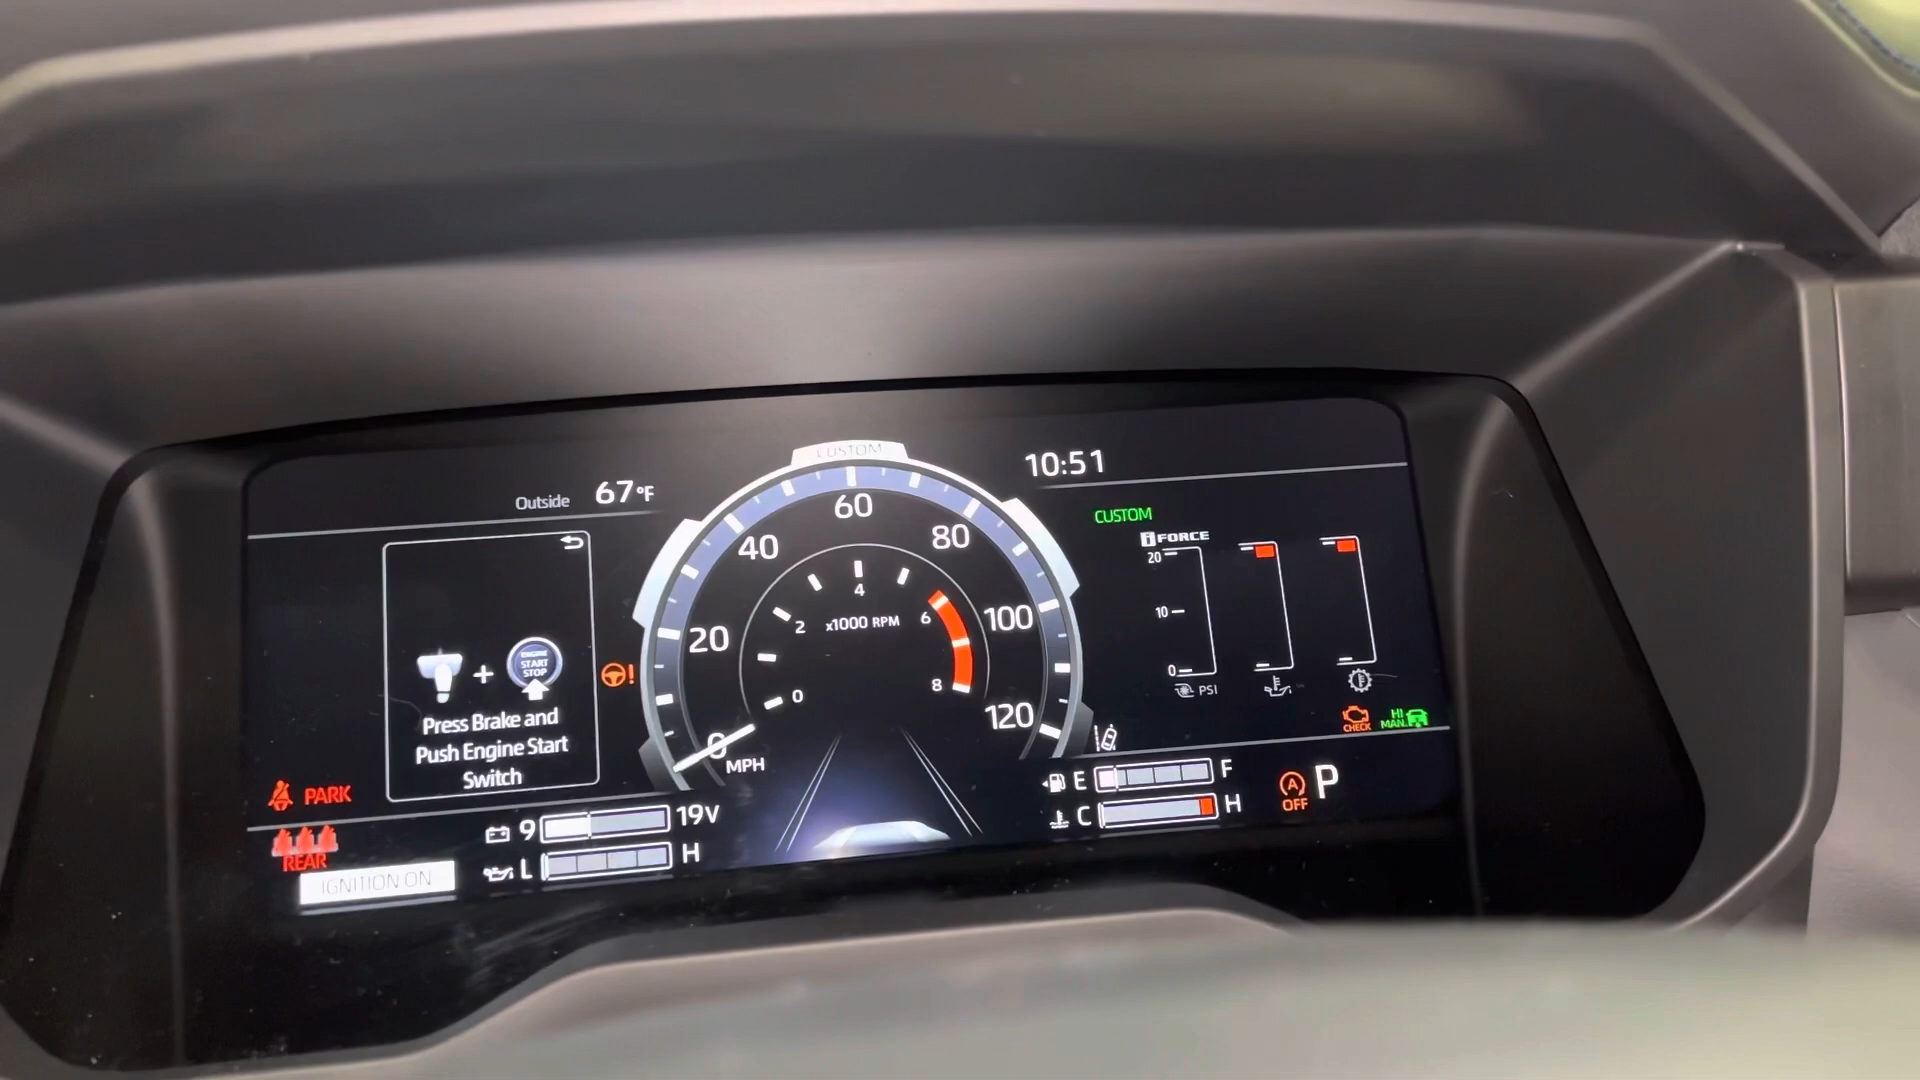 CUSTOM
10:51
Outside 67°F
CUSTOM
iFORCE
20
10
0
PSI
60
40
80
20
100
0
120
MPH
4
2
6
0
8
x1000 RPM
ENGINE
START
STOP
+
Press Brake and
Push Engine Start
Switch
!
PARK
REAR
IGNITION ON
9 19V
L H
E F
C H
CHECK
HI
MAN.
A
OFF
P